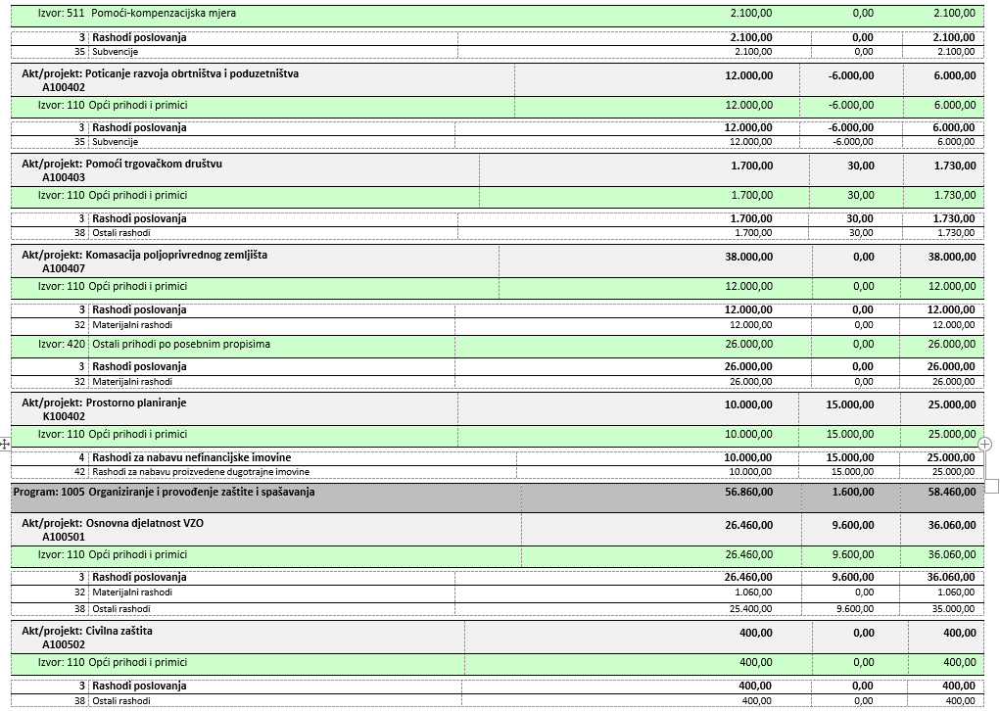 Izvor: 511 Pomoći-kompenzacijska mjera 2.100,00 0,00 2.100,00
3 Rashodi poslovanja 2.100,00 0,00 2.100,00
35 Subvencije 2.100,00 0,00 2.100,00
Akt/projekt: Poticanje razvoja obrtništva i poduzetništva 12.000,00 -6.000,00 6.000,00
A100402
Izvor: 110 Opći prihodi i primici 12.000,00 -6.000,00 6.000,00
3 Rashodi poslovanja 12.000,00 -6.000,00 6.000,00
35 Subvencije 12.000,00 -6.000,00 6.000,00
Akt/projekt: Pomoći trgovačkom društvu 1.700,00 30,00 1.730,00
A100403
Izvor: 110 Opći prihodi i primici 1.700,00 30,00 1.730,00
3 Rashodi poslovanja 1.700,00 30,00 1.730,00
38 Ostali rashodi 1.700,00 30,00 1.730,00
Akt/projekt: Komasacija poljoprivrednog zemljišta 38.000,00 0,00 38.000,00
A100407
Izvor: 110 Opći prihodi i primici 12.000,00 0,00 12.000,00
3 Rashodi poslovanja 12.000,00 0,00 12.000,00
32 Materijalni rashodi 12.000,00 0,00 12.000,00
Izvor: 420 Ostali prihodi po posebnim propisima 26.000,00 0,00 26.000,00
3 Rashodi poslovanja 26.000,00 0,00 26.000,00
32 Materijalni rashodi 26.000,00 0,00 26.000,00
Akt/projekt: Prostorno planiranje 10.000,00 15.000,00 25.000,00
K100402
Izvor: 110 Opći prihodi i primici 10.000,00 15.000,00 25.000,00
4 Rashodi za nabavu nefinancijske imovine 10.000,00 15.000,00 25.000,00
42 Rashodi za nabavu proizvedene dugotrajne imovine 10.000,00 15.000,00 25.000,00
Program: 1005 Organiziranje i provođenje zaštite i spašavanja 56.860,00 1.600,00 58.460,00
Akt/projekt: Osnovna djelatnost VZO 26.460,00 9.600,00 36.060,00
A100501
Izvor: 110 Opći prihodi i primici 26.460,00 9.600,00 36.060,00
3 Rashodi poslovanja 26.460,00 9.600,00 36.060,00
32 Materijalni rashodi 1.060,00 0,00 1.060,00
38 Ostali rashodi 25.400,00 9.600,00 35.000,00
Akt/projekt: Civilna zaštita 400,00 0,00 400,00
A100502
Izvor: 110 Opći prihodi i primici 400,00 0,00 400,00
3 Rashodi poslovanja 400,00 0,00 400,00
38 Ostali rashodi 400,00 0,00 400,00